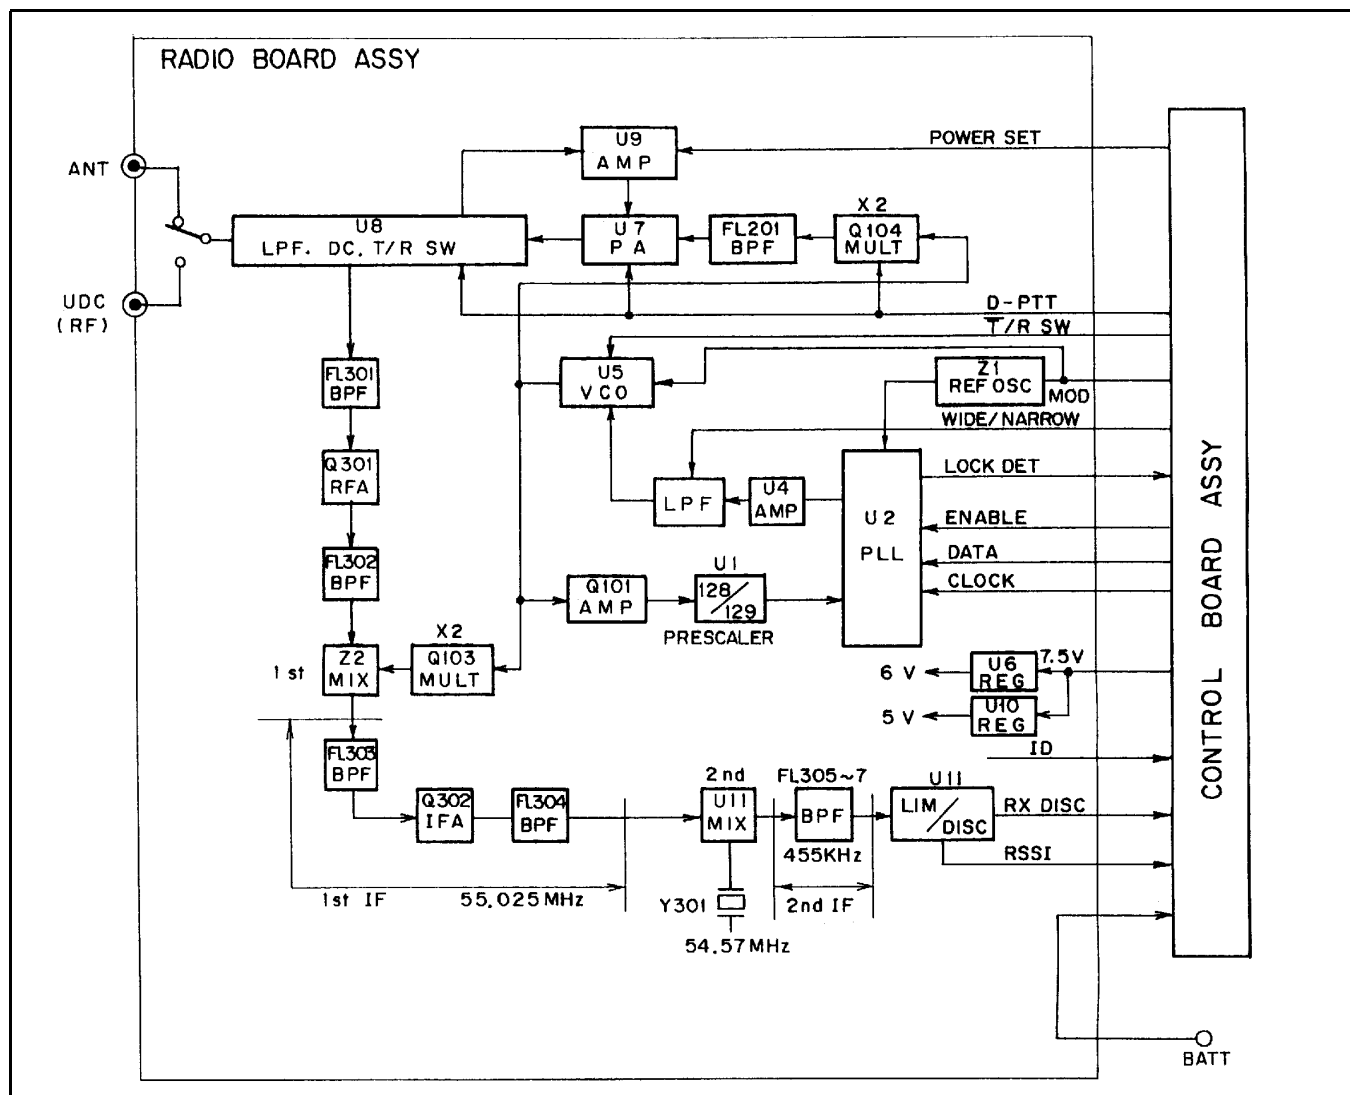 RADIO BOARD ASSY
ANT
UDC
(RF)
U9
AMP
POWER SET
U8
LPF. DC. T/R SW
U7
PA
FL201
BPF
X2
Q104
MULT
D-PTT
T̅/R SW
FL301
BPF
U5
VCO
Z1
REF OSC
MOD
WIDE/NARROW
Q301
RFA
LPF
U4
AMP
U2
PLL
LOCK DET
ENABLE
DATA
CLOCK
FL302
BPF
Q101
AMP
U1
128/129
PRESCALER
1st
Z2
MIX
X2
Q103
MULT
6V
U6
REG
7.5V
5V
U10
REG
ID
FL303
BPF
Q302
IFA
FL304
BPF
2nd
U11
MIX
FL305~7
BPF
455KHz
U11
LIM/DISC
RX DISC
RSSI
1st IF
55.025MHz
Y301
54.57MHz
2nd IF
CONTROL BOARD ASSY
BATT